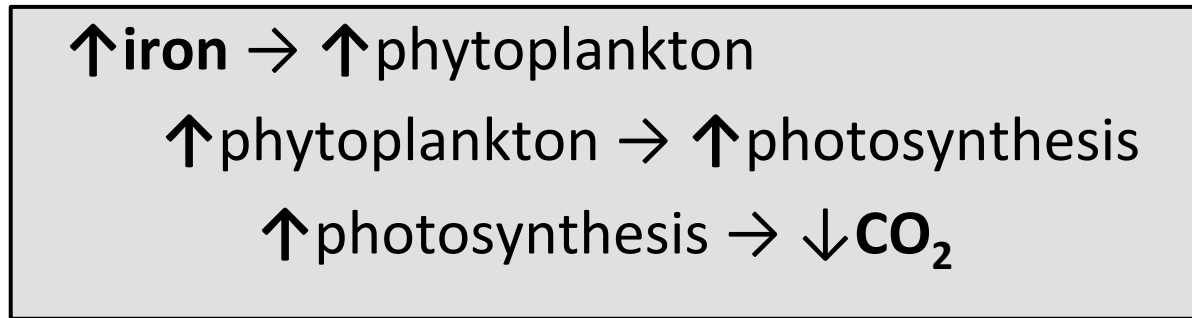 ↑iron → ↑phytoplankton
↑phytoplankton → ↑photosynthesis
↑photosynthesis → ↓CO₂